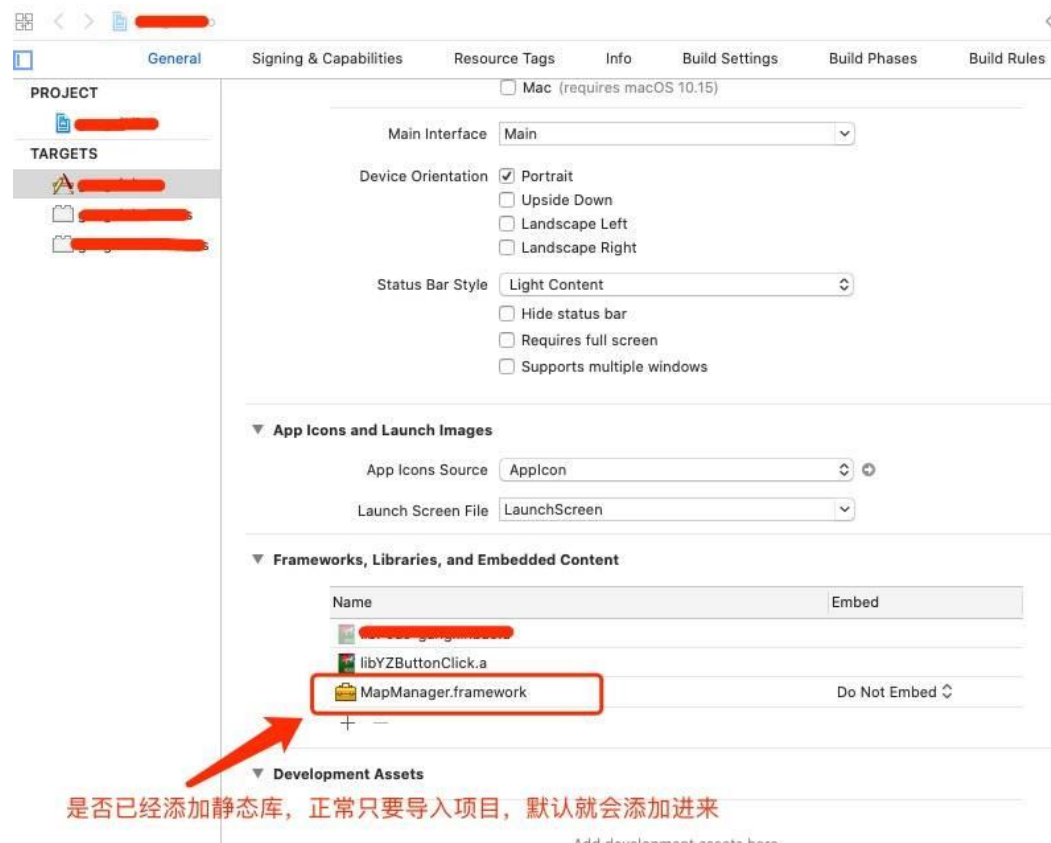 General Signing & Capabilities Resource Tags Info Build Settings Build Phases Build Rules
PROJECT
Mac (requires macOS 10.15)
Main Interface Main
TARGETS
Device Orientation Portrait
Upside Down
Landscape Left
Landscape Right
Status Bar Style Light Content
Hide status bar
Requires full screen
Supports multiple windows
App Icons and Launch Images
App Icons Source AppIcon
Launch Screen File LaunchScreen
Frameworks, Libraries, and Embedded Content
Name Embed
libYZButtonClick.a
MapManager.framework Do Not Embed
Development Assets
是否已经添加静态库，正常只要导入项目，默认就会添加进来
Add development assets here